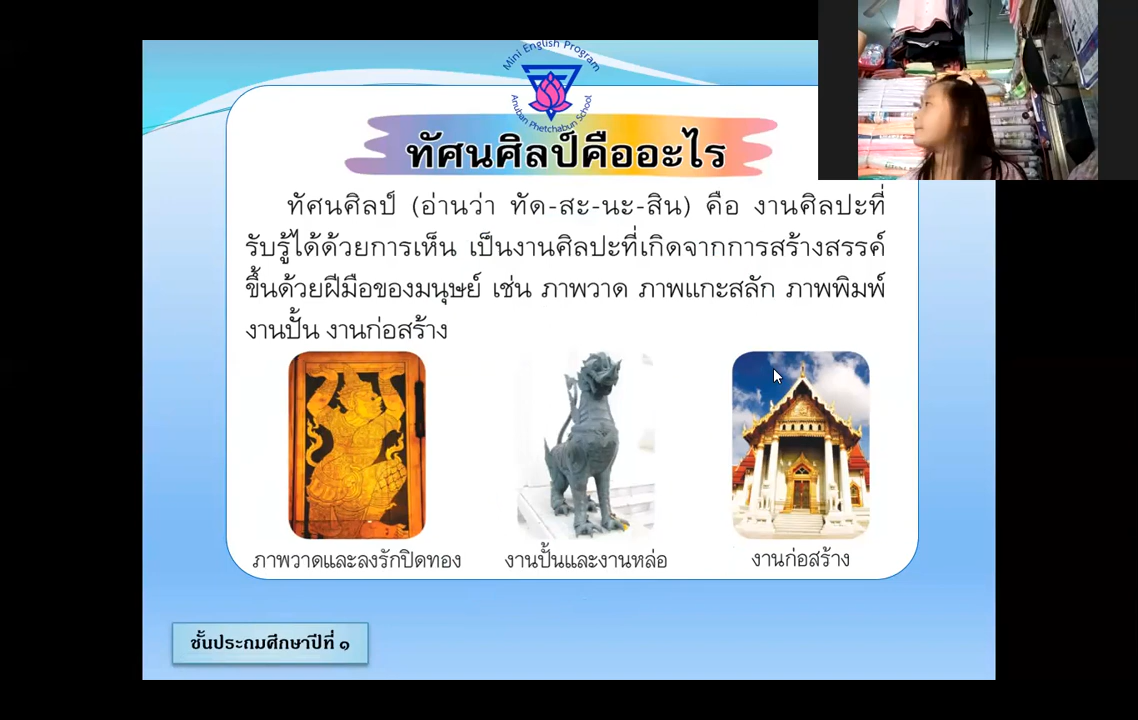 Mini English Program
Anuban Phetchabun School
ทัศนศิลป์คืออะไร
ทัศนศิลป์ (อ่านว่า ทัด-สะ-นะ-สิน) คือ งานศิลปะที่
รับรู้ได้ด้วยการเห็น เป็นงานศิลปะที่เกิดจากการสร้างสรรค์
ขึ้นด้วยฝีมือของมนุษย์ เช่น ภาพวาด ภาพแกะสลัก ภาพพิมพ์
งานปั้น งานก่อสร้าง
ภาพวาดและลงรักปิดทอง
งานปั้นและงานหล่อ
งานก่อสร้าง
ชั้นประถมศึกษาปีที่ ๑